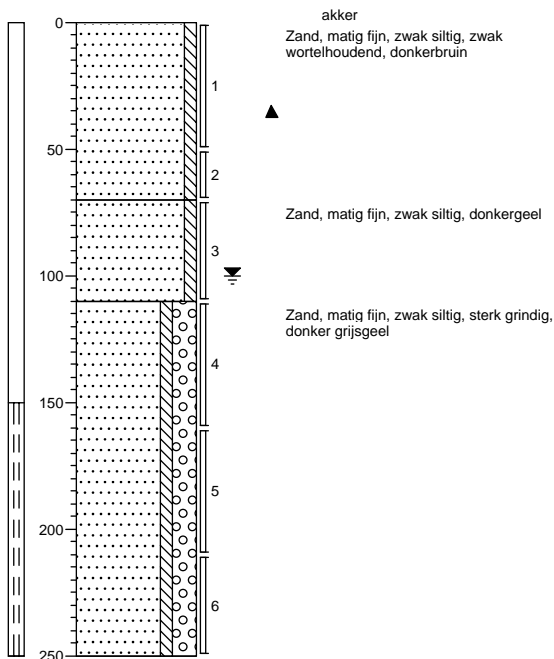 akker
0
Zand, matig fijn, zwak siltig, zwak
wortelhoudend, donkerbruin
1
50
2
Zand, matig fijn, zwak siltig, donkergeel
3
100
Zand, matig fijn, zwak siltig, sterk grindig,
donker grijsgeel
4
150
5
200
6
250